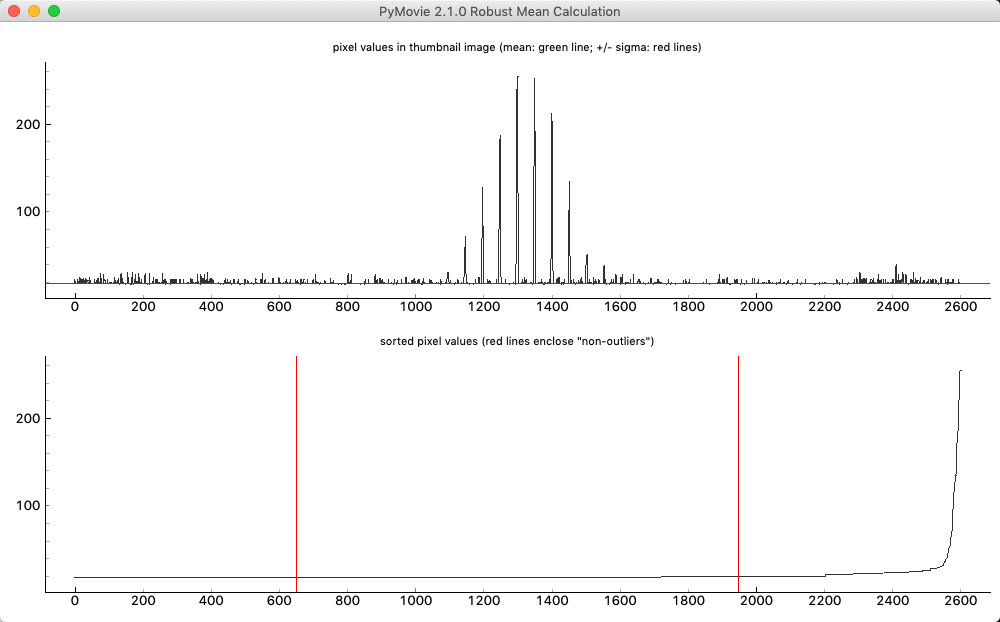 PyMovie 2.1.0 Robust Mean Calculation
pixel values in thumbnail image (mean: green line; +/- sigma: red lines)
200
100
0 200 400 600 800 1000 1200 1400 1600 1800 2000 2200 2400 2600
sorted pixel values (red lines enclose "non-outliers")
200
100
0 200 400 600 800 1000 1200 1400 1600 1800 2000 2200 2400 2600